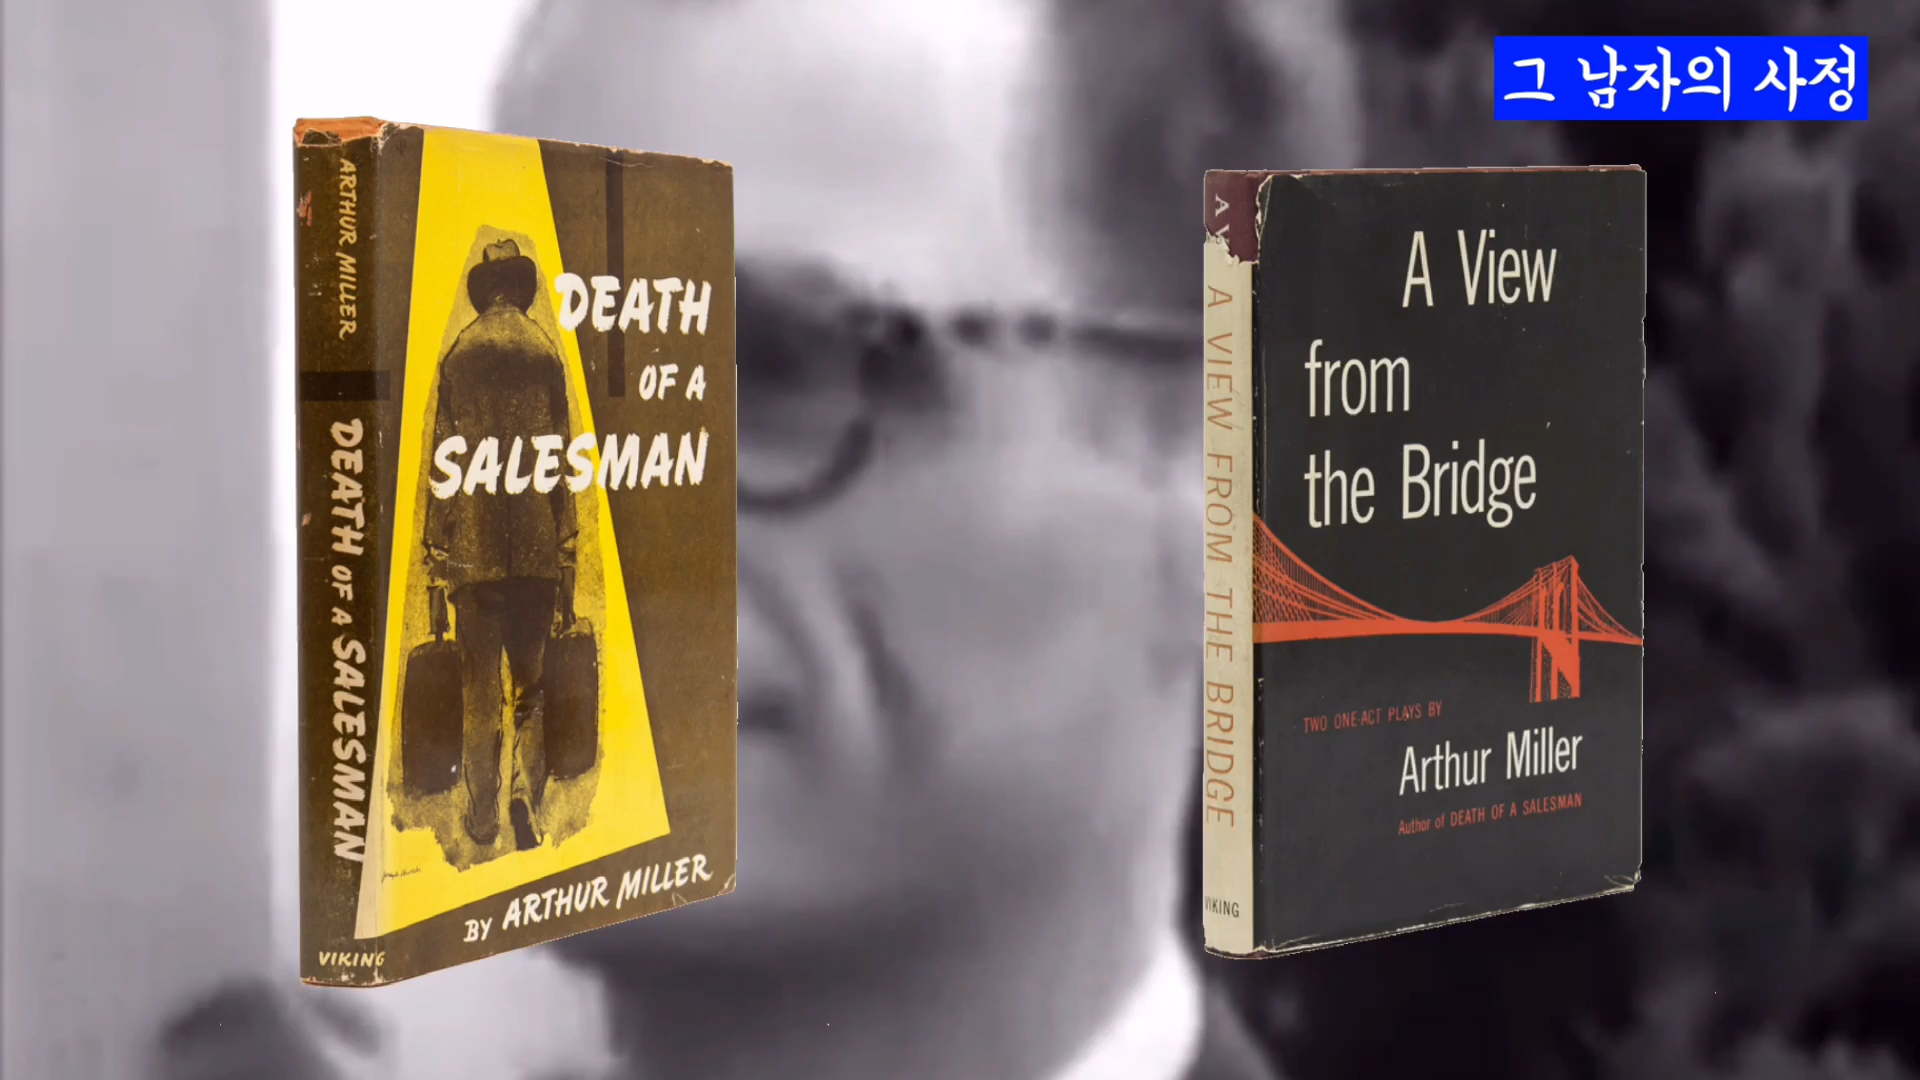 그 남자의 사정
ARTHUR MILLER
DEATH OF A SALESMAN
VIKING
DEATH
OF A
SALESMAN
BY ARTHUR MILLER
A V
A VIEW FROM THE BRIDGE
VIKING
A View
from
the Bridge
TWO ONE-ACT PLAYS BY
Arthur Miller
Author of DEATH OF A SALESMAN